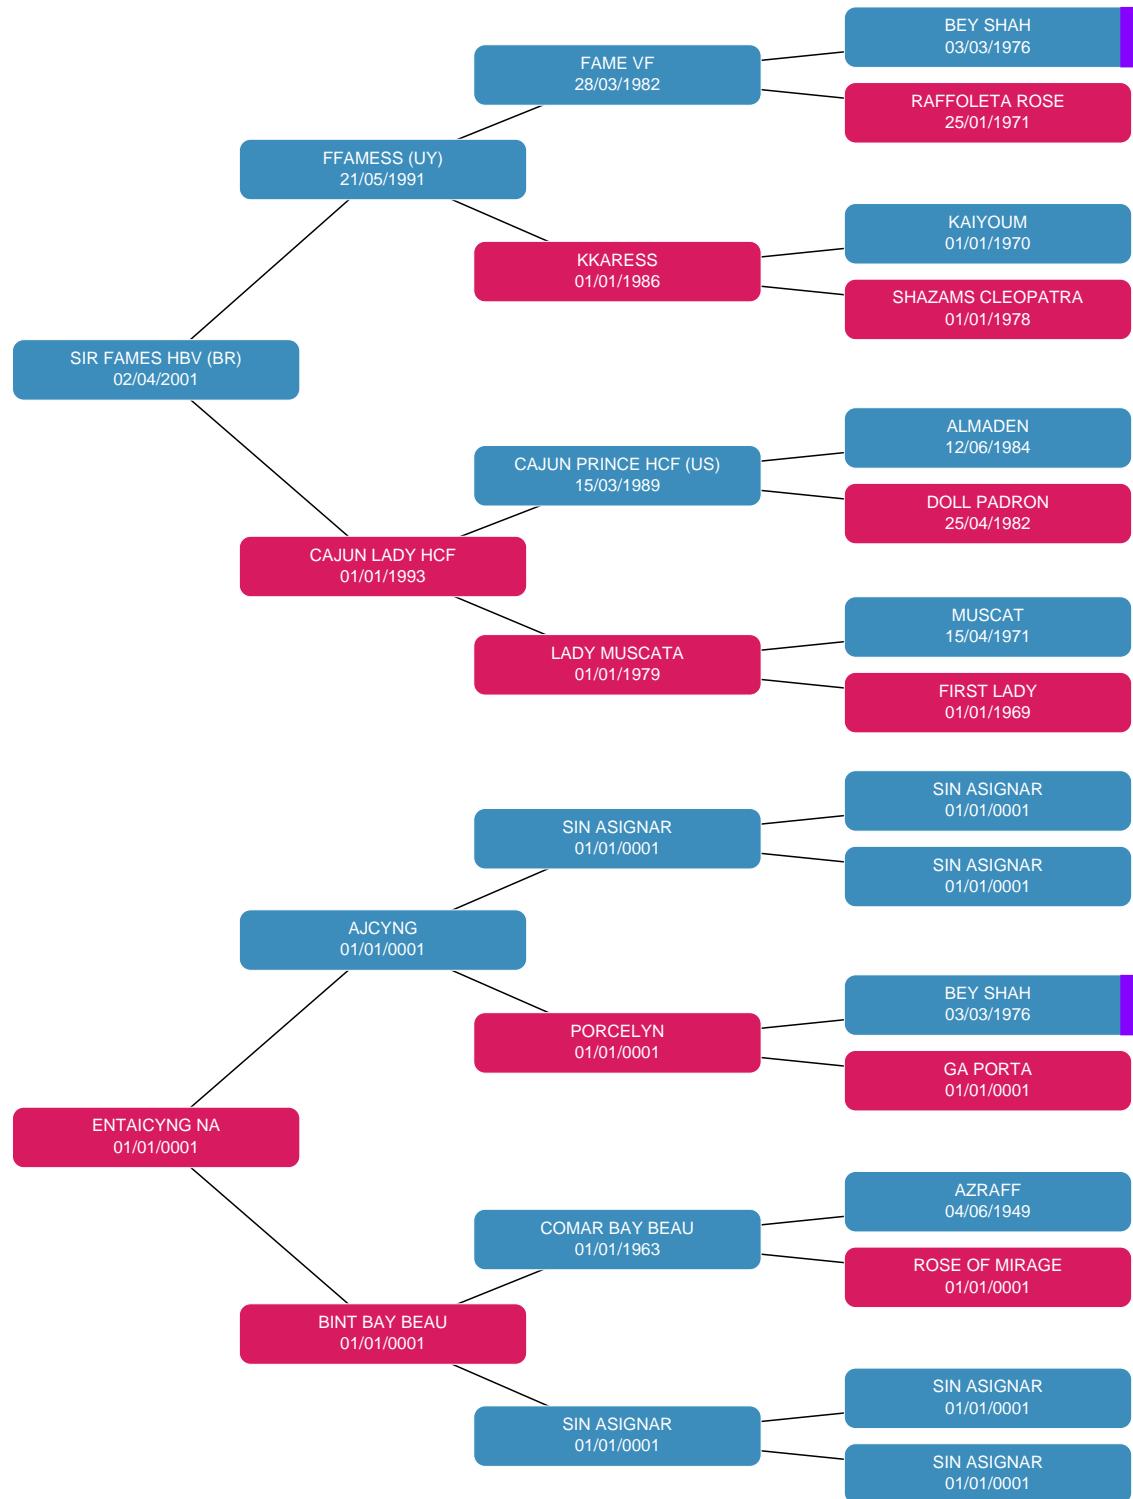 BEY SHAH
03/03/1976
FAME VF
28/03/1982
RAFFOLETA ROSE
25/01/1971
FFAMESS (UY)
21/05/1991
KAIYOUM
01/01/1970
KKARESS
01/01/1986
SHAZAMS CLEOPATRA
01/01/1978
SIR FAMES HBV (BR)
02/04/2001
ALMADEN
12/06/1984
CAJUN PRINCE HCF (US)
15/03/1989
DOLL PADRON
25/04/1982
CAJUN LADY HCF
01/01/1993
MUSCAT
15/04/1971
LADY MUSCATA
01/01/1979
FIRST LADY
01/01/1969
SIN ASIGNAR
01/01/0001
SIN ASIGNAR
01/01/0001
SIN ASIGNAR
01/01/0001
AJCYNG
01/01/0001
BEY SHAH
03/03/1976
PORCELYN
01/01/0001
GA PORTA
01/01/0001
ENTAICYNG NA
01/01/0001
AZRAFF
04/06/1949
COMAR BAY BEAU
01/01/1963
ROSE OF MIRAGE
01/01/0001
BINT BAY BEAU
01/01/0001
SIN ASIGNAR
01/01/0001
SIN ASIGNAR
01/01/0001
SIN ASIGNAR
01/01/0001